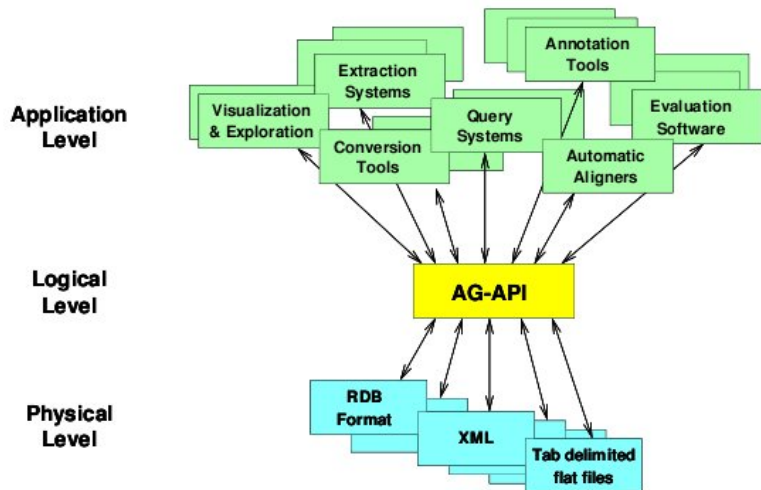 Application
Level
Visualization
& Exploration
Extraction
Systems
Conversion
Tools
Query
Systems
Annotation
Tools
Automatic
Aligners
Evaluation
Software
Logical
Level
AG-API
Physical
Level
RDB
Format
XML
Tab delimited
flat files